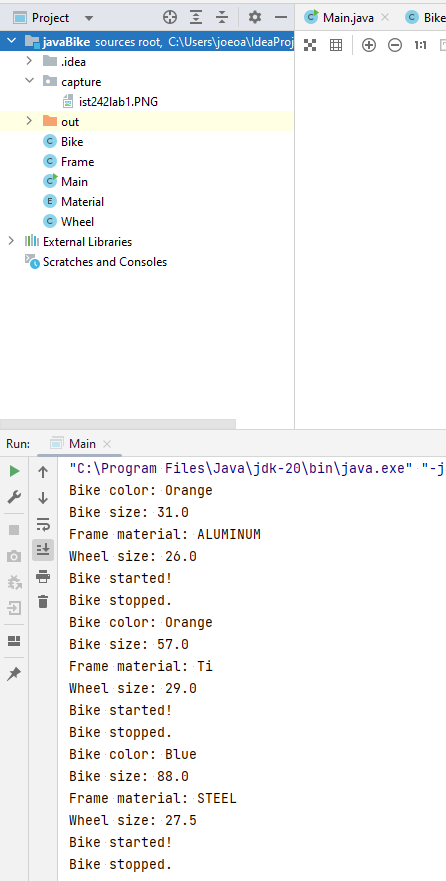 Project
Main.java
Bike
1:1
javaBike sources root, C:\Users\joeoa\IdeaProj
.idea
capture
ist242lab1.PNG
out
C Bike
C Frame
C Main
E Material
C Wheel
External Libraries
Scratches and Consoles
Run: Main
"C:\Program Files\Java\jdk-20\bin\java.exe" "-j
Bike color: Orange
Bike size: 31.0
Frame material: ALUMINUM
Wheel size: 26.0
Bike started!
Bike stopped.
Bike color: Orange
Bike size: 57.0
Frame material: Ti
Wheel size: 29.0
Bike started!
Bike stopped.
Bike color: Blue
Bike size: 88.0
Frame material: STEEL
Wheel size: 27.5
Bike started!
Bike stopped.